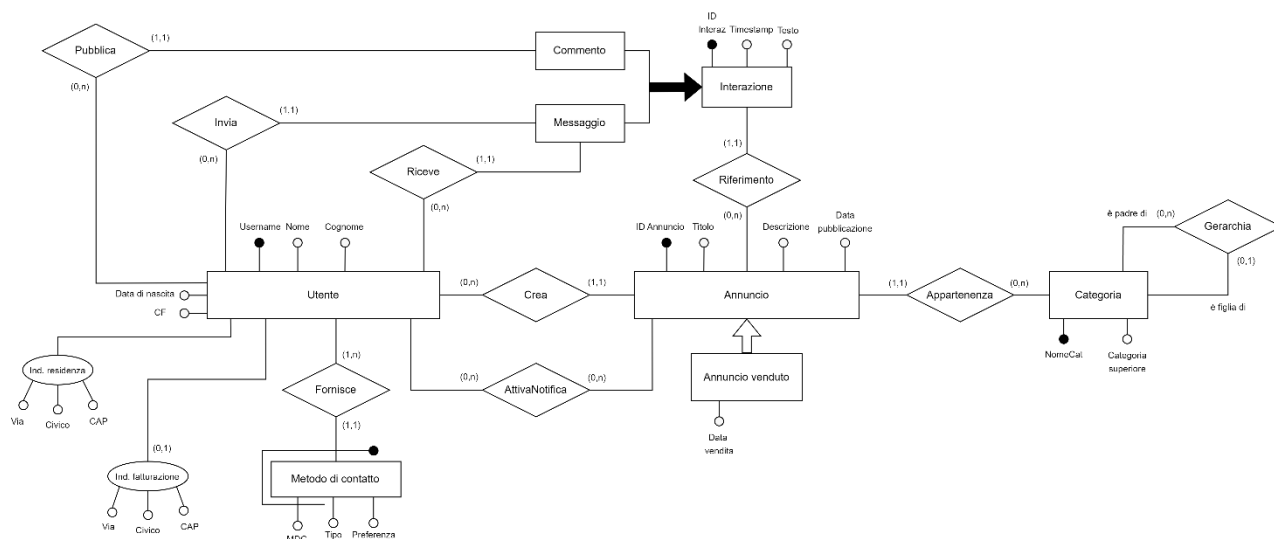 ID
Interaz
Timestamp
Testo
Pubblica
(1,1)
Commento
Interazione
(0,n)
Invia
(1,1)
Messaggio
(0,n)
Riceve
(1,1)
(1,1)
Riferimento
(0,n)
(0,n)
Username
Nome
Cognome
ID Annuncio
Titolo
Descrizione
Data
pubblicazione
è padre di
(0,n)
Gerarchia
(0,1)
Data di nascita
Utente
(0,n)
Crea
(1,1)
Annuncio
(1,1)
Appartenenza
(0,n)
Categoria
è figlia di
CF
NomeCat
Categoria
superiore
Ind. residenza
(1,n)
(0,n)
AttivaNotifica
(0,n)
Annuncio venduto
Fornisce
Via
Civico
CAP
(1,1)
Data
vendita
(0,1)
Ind. fatturazione
Metodo di contatto
Via
Civico
CAP
Tipo
Preferenza